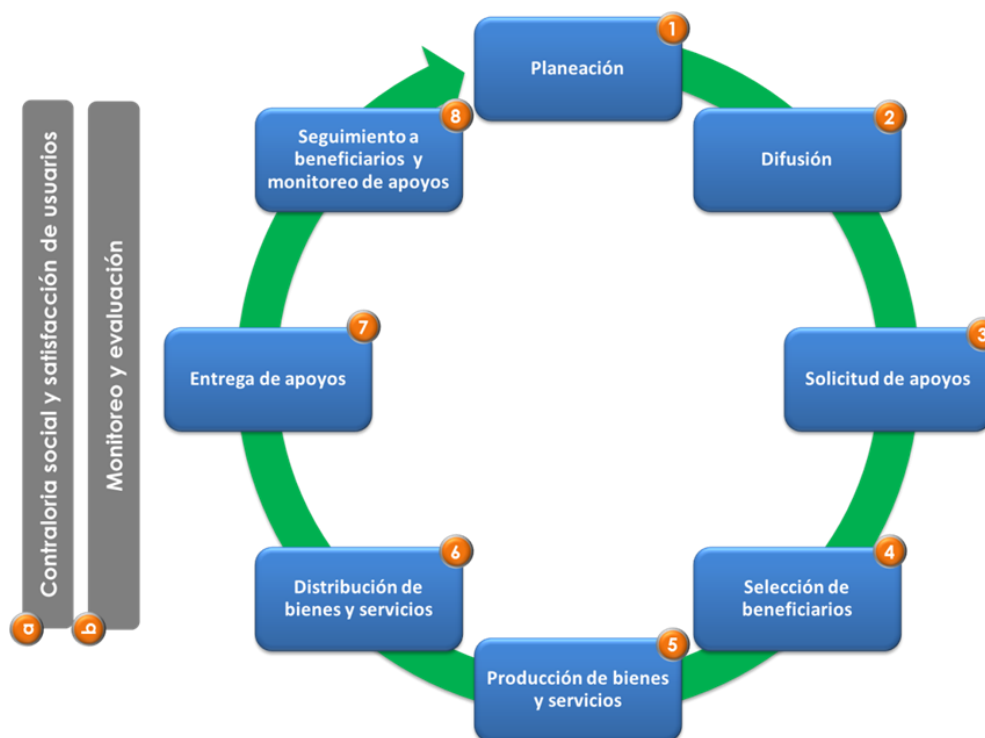 1
Planeación
2
Difusión
3
Solicitud de apoyos
4
Selección de
beneficiarios
5
Producción de bienes
y servicios
6
Distribución de
bienes y servicios
7
Entrega de apoyos
8
Seguimiento a
beneficiarios y
monitoreo de apoyos
a
Contraloria social y satisfacción de usuarios
b
Monitoreo y evaluación